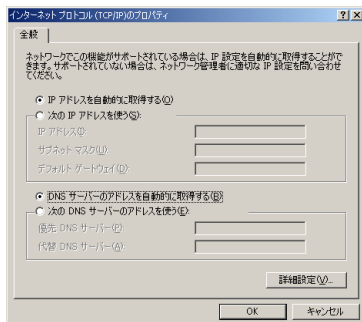 インターネット プロトコル (TCP/IP)のプロパティ
全般
ネットワークでこの機能がサポートされている場合は、IP 設定を自動的に取得することがで
きます。サポートされていない場合は、ネットワーク管理者に適切な IP 設定を問い合わせ
てください。
IP アドレスを自動的に取得する(O)
次の IP アドレスを使う(S):
IP アドレス(I):
サブネット マスク(U):
デフォルト ゲートウェイ(D):
DNS サーバーのアドレスを自動的に取得する(B)
次の DNS サーバーのアドレスを使う(E):
優先 DNS サーバー(P):
代替 DNS サーバー(A):
詳細設定(V)...
OK
キャンセル